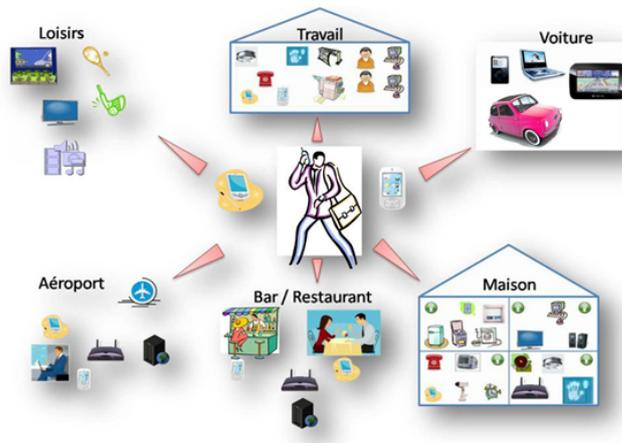 Loisirs
Travail
Voiture
Aéroport
Bar / Restaurant
Maison